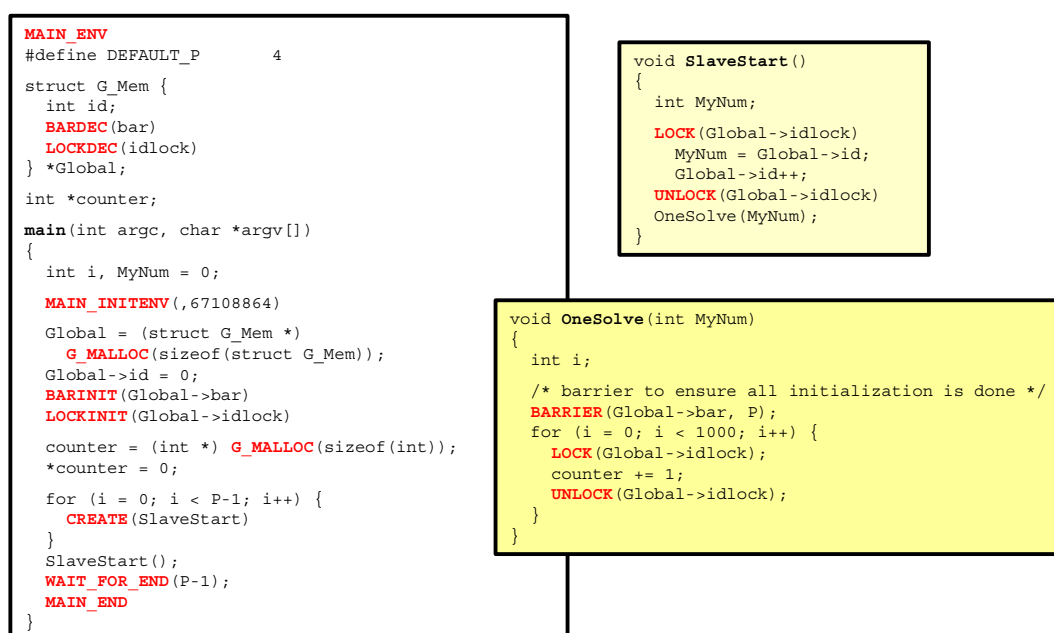 MAIN_ENV
#define DEFAULT_P 4
struct G_Mem {
int id;
BARDEC(bar)
LOCKDEC(idlock)
} *Global;
int *counter;
main(int argc, char *argv[])
{
int i, MyNum = 0;
MAIN_INITENV(,67108864)
Global = (struct G_Mem *)
G_MALLOC(sizeof(struct G_Mem));
Global->id = 0;
BARINIT(Global->bar)
LOCKINIT(Global->idlock)
counter = (int *) G_MALLOC(sizeof(int));
*counter = 0;
for (i = 0; i < P-1; i++) {
CREATE(SlaveStart)
}
SlaveStart();
WAIT_FOR_END(P-1);
MAIN_END
}
void SlaveStart()
{
int MyNum;
LOCK(Global->idlock)
MyNum = Global->id;
Global->id++;
UNLOCK(Global->idlock)
OneSolve(MyNum);
}
void OneSolve(int MyNum)
{
int i;
/* barrier to ensure all initialization is done */
BARRIER(Global->bar, P);
for (i = 0; i < 1000; i++) {
LOCK(Global->idlock);
counter += 1;
UNLOCK(Global->idlock);
}
}